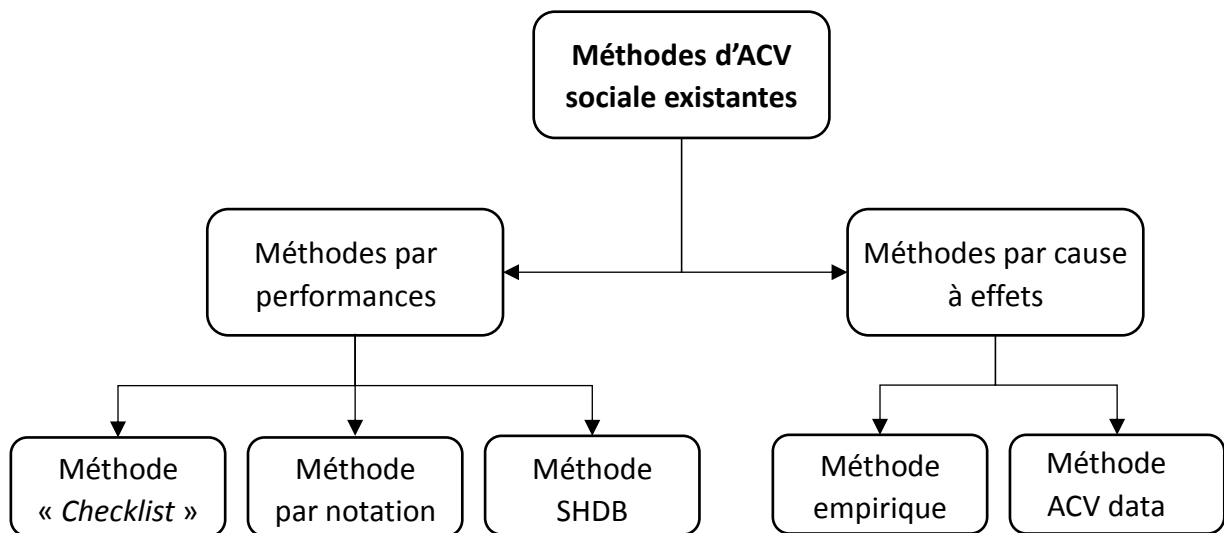 Méthodes d’ACV
sociale existantes
Méthodes par
performances
Méthodes par cause
à effets
Méthode
« Checklist »
Méthode
par notation
Méthode
SHDB
Méthode
empirique
Méthode
ACV data